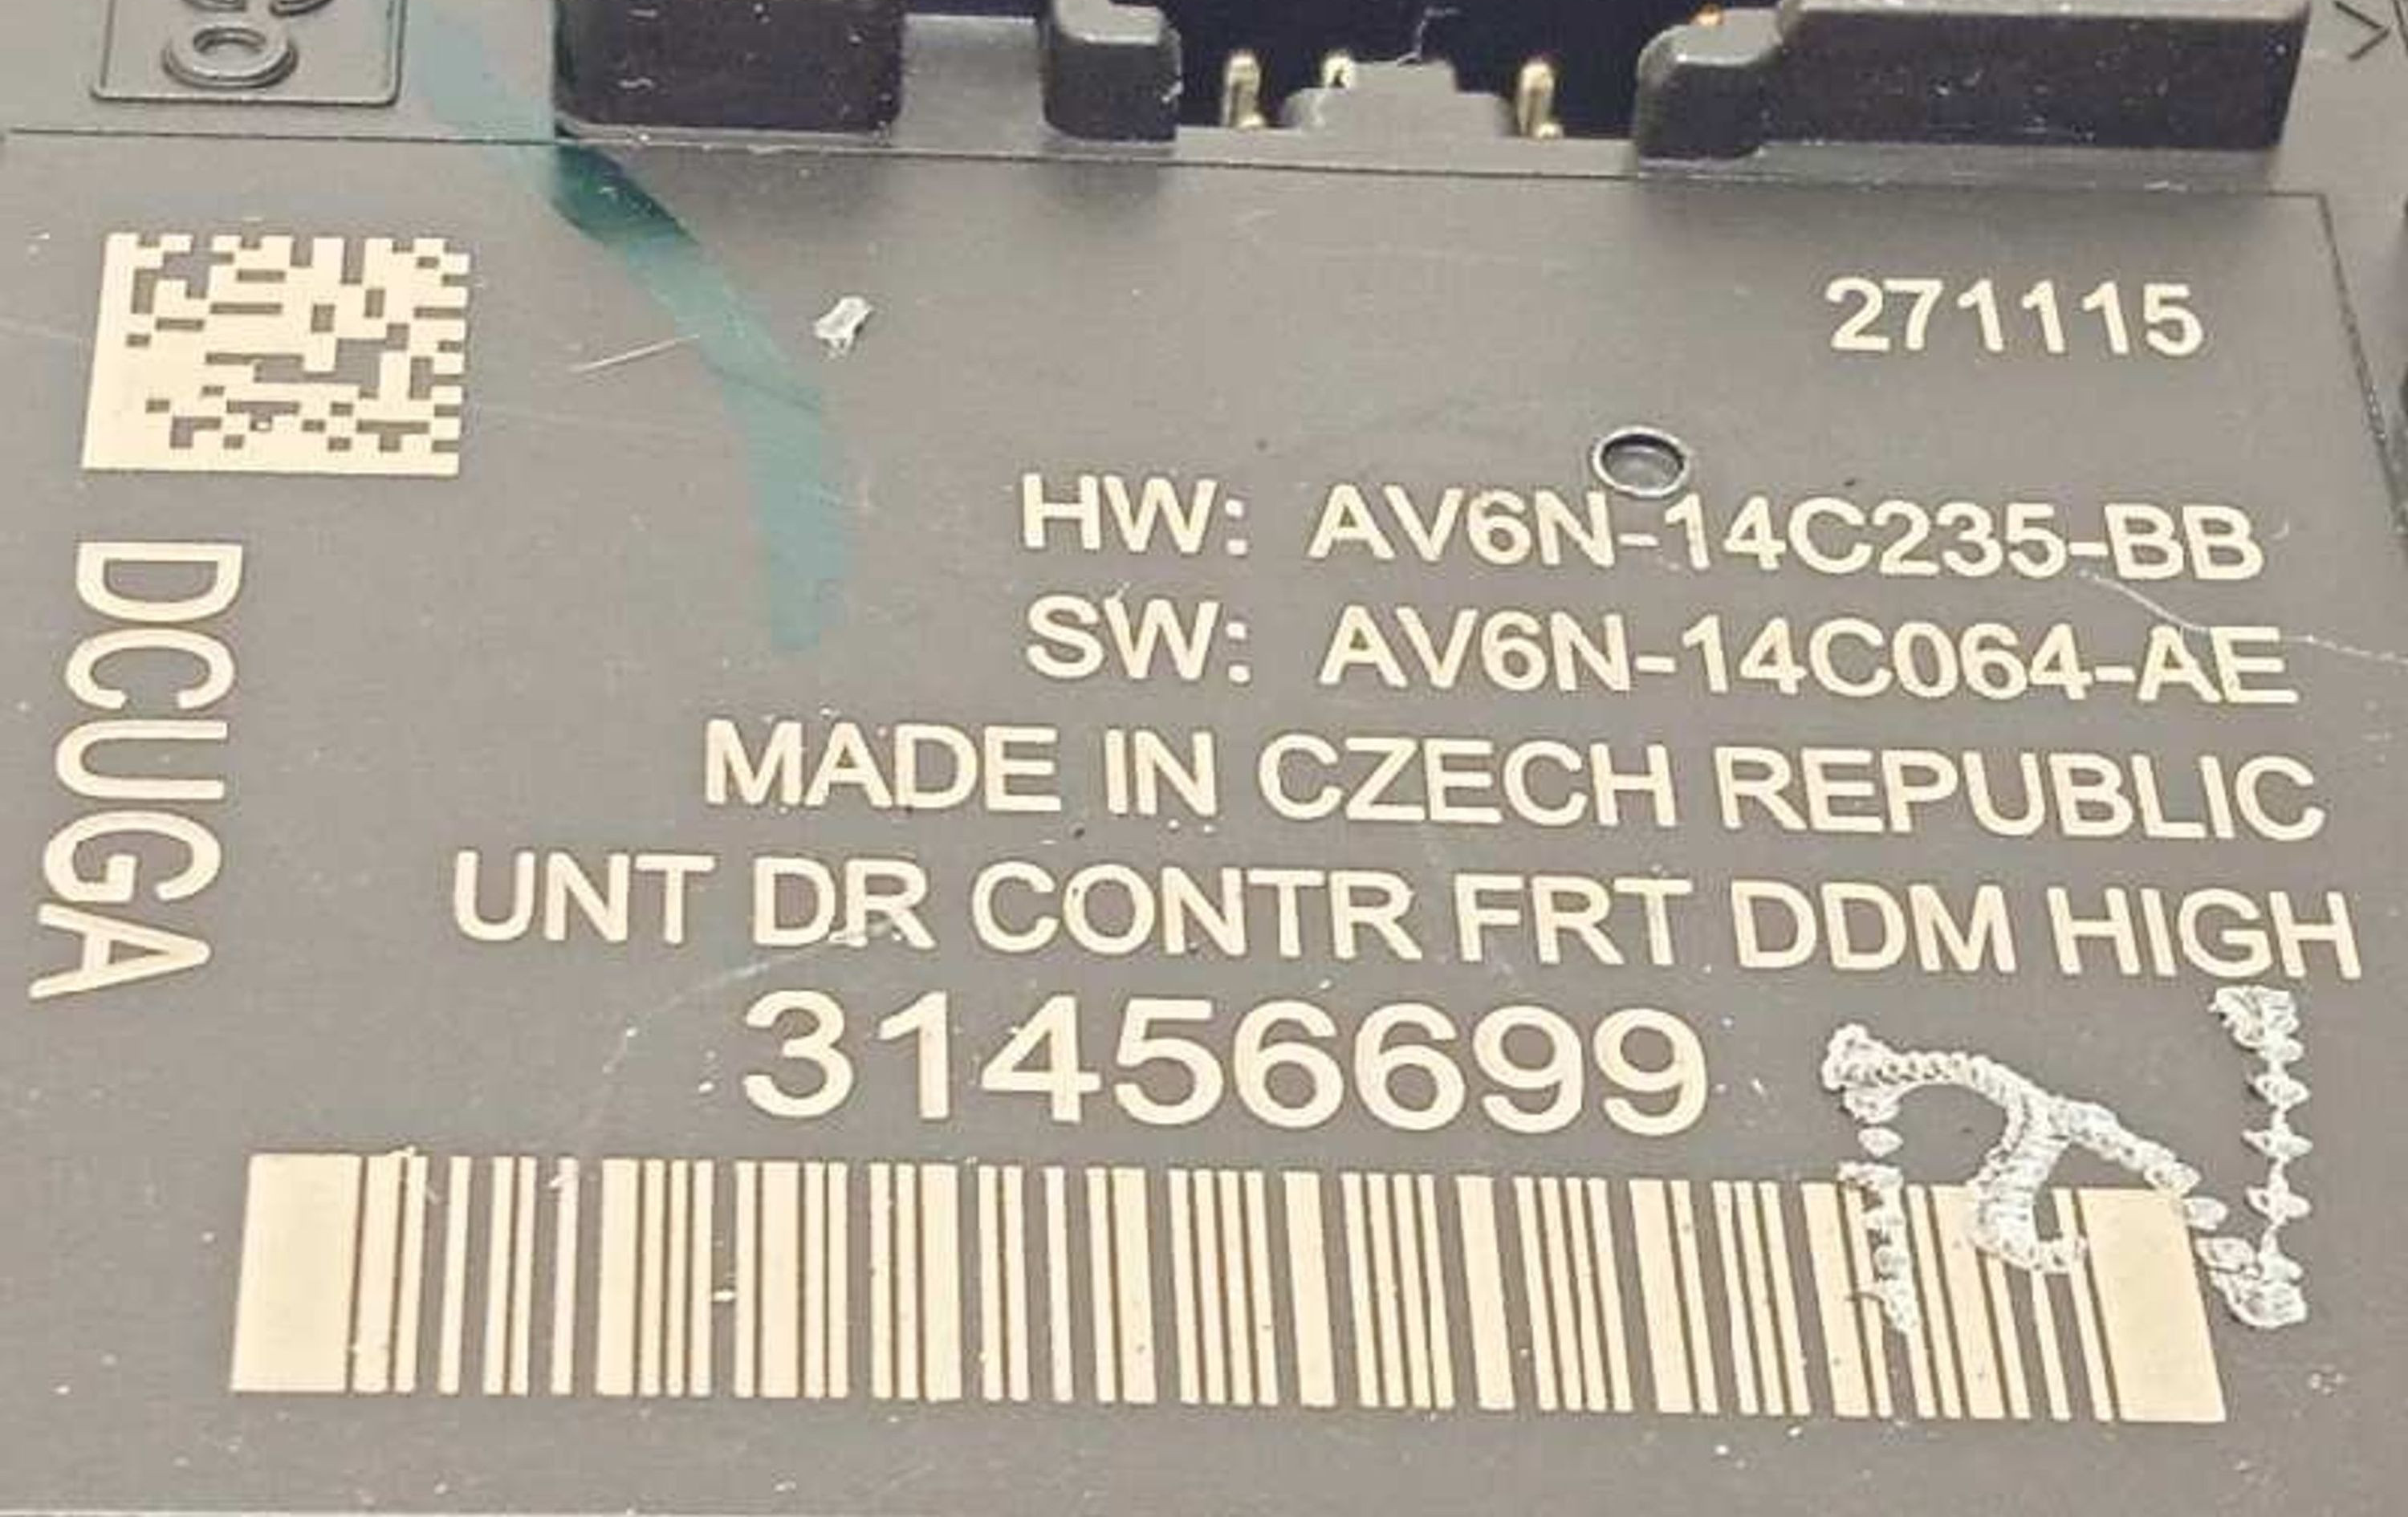 271115
HW: AV6N-14C235-BB
SW: AV6N-14C064-AE
MADE IN CZECH REPUBLIC
UNT DR CONTR FRT DDM HIGH
31456699
DCUGA